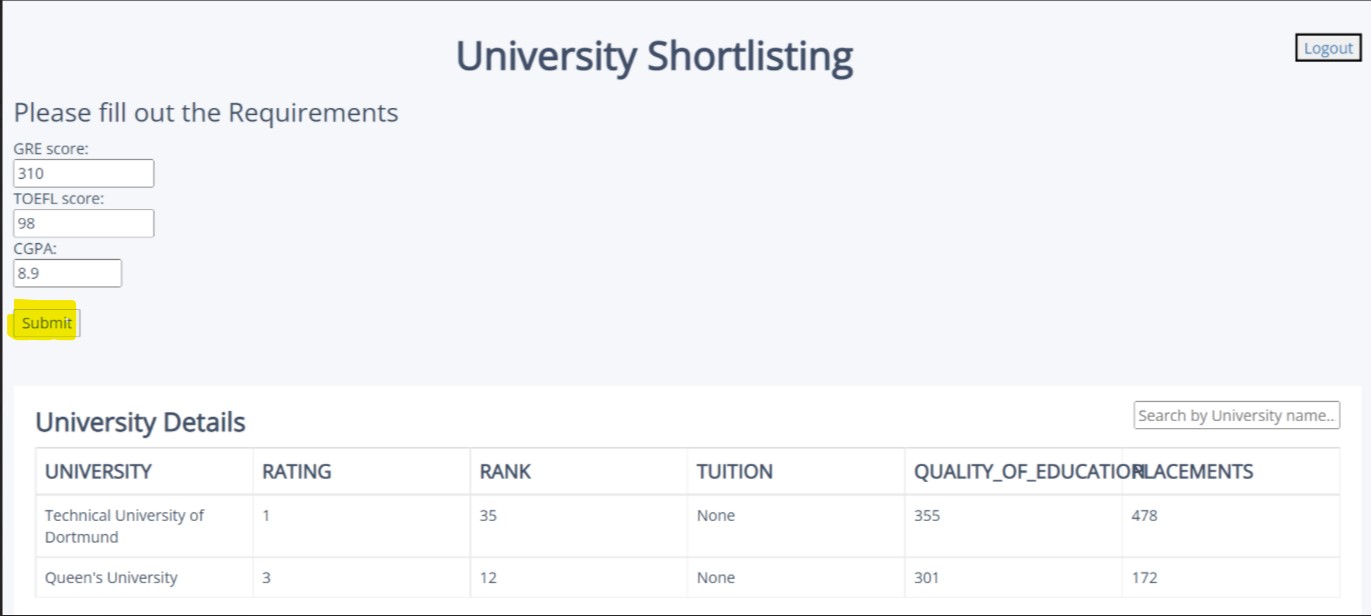 University Shortlisting
Logout
Please fill out the Requirements
GRE score:
310
TOEFL score:
98
CGPA:
8.9
Submit
University Details
Search by University name..
UNIVERSITY RATING RANK TUITION QUALITY_OF_EDUCATION PLACEMENTS
Technical University of 1 35 None 355 478
Dortmund
Queen's University 3 12 None 301 172